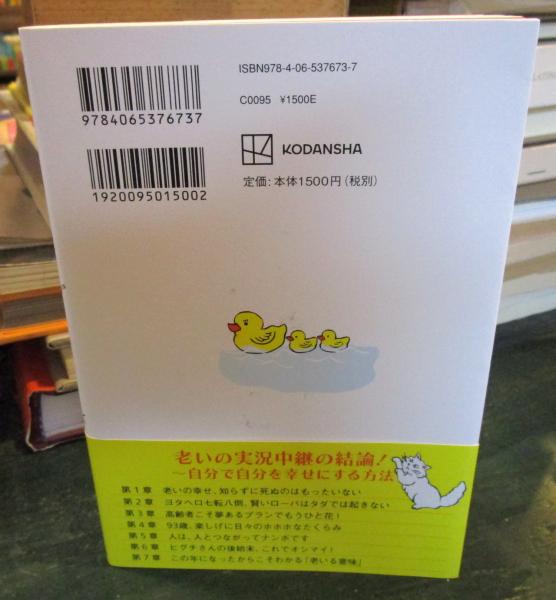 ISBN978-4-06-537673-7
9784065376737
C0095 ¥1500E
KODANSHA
1920095015002
定価：本体1500円（税別）
老いの実況中継の結論！
～自分で自分を幸せにする方法
第1章 老いの幸せ、知らずに死ぬのはもったいない
第2章 ヨタヘロ七転八倒、賢いローバはタダでは起きない
第3章 高齢者こそ夢あるプランでもうひと花！
第4章 93歳、楽しげに日々のホホホなたくらみ
第5章 人は、人とつながってナンボです
第6章 ヒグチさんの後始末、これでオシマイ！
第7章 この年になったからこそわかる「老いる意味」